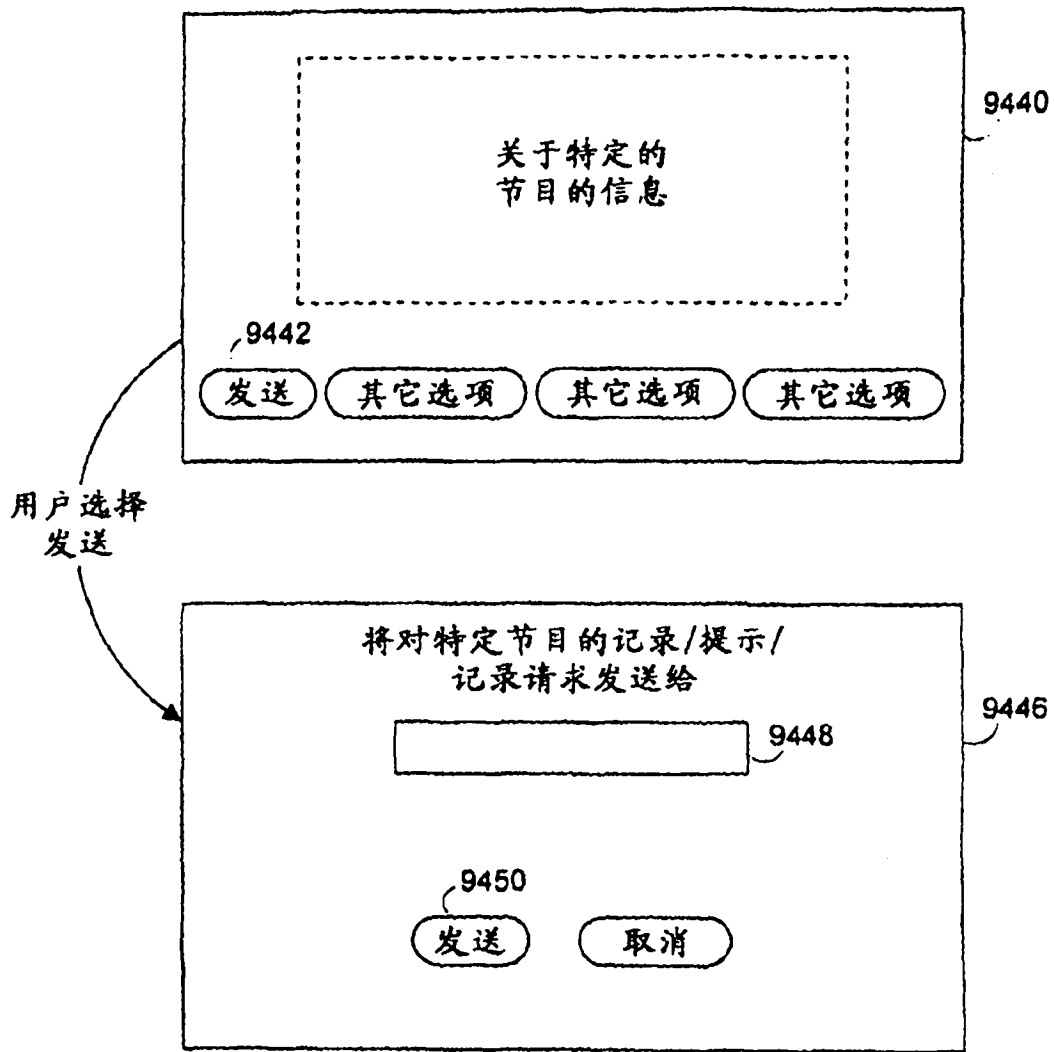 关于特定的
节目的信息
9440
9442
发送 其它选项 其它选项 其它选项
用户选择
发送
将对特定节目的记录/提示/
记录请求发送给
9446
9448
9450
发送 取消